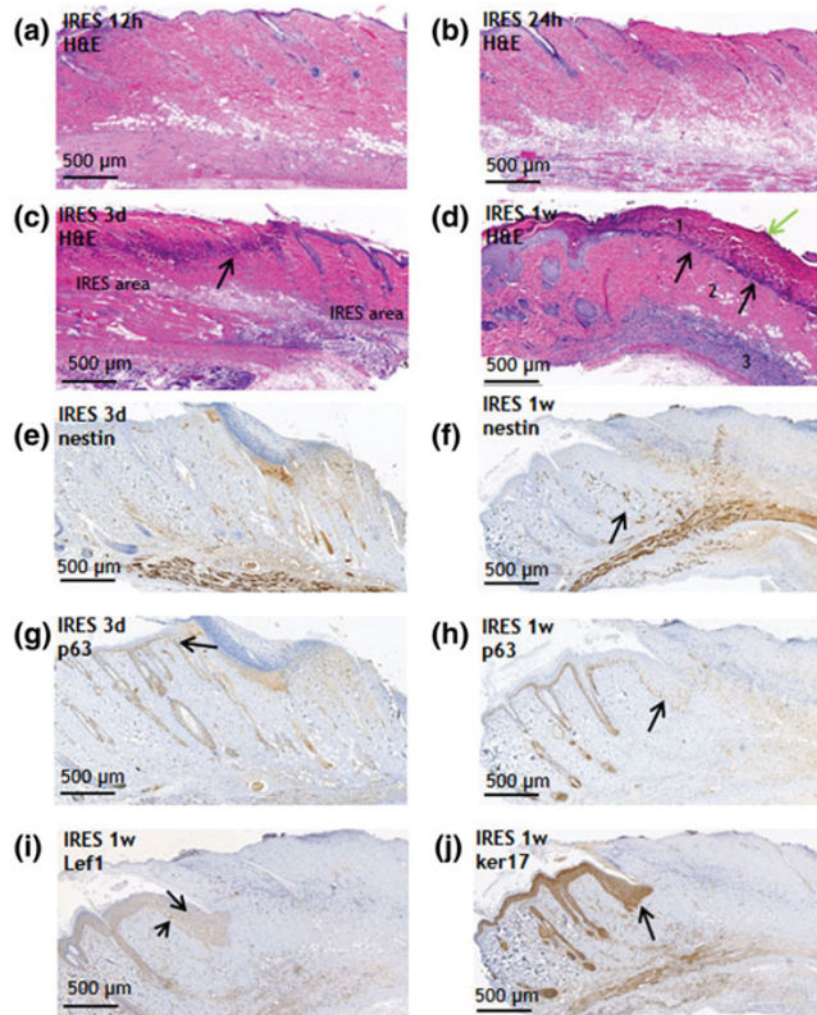 (a)
IRES 12h
H&E
500 µm
(b)
IRES 24h
H&E
500 µm
(c)
IRES 3d
H&E
IRES area
IRES area
500 µm
(d)
IRES 1w
H&E
1
2
3
500 µm
(e)
IRES 3d
nestin
500 µm
(f)
IRES 1w
nestin
500 µm
(g)
IRES 3d
p63
500 µm
(h)
IRES 1w
p63
500 µm
(i)
IRES 1w
Lef1
500 µm
(j)
IRES 1w
ker17
500 µm